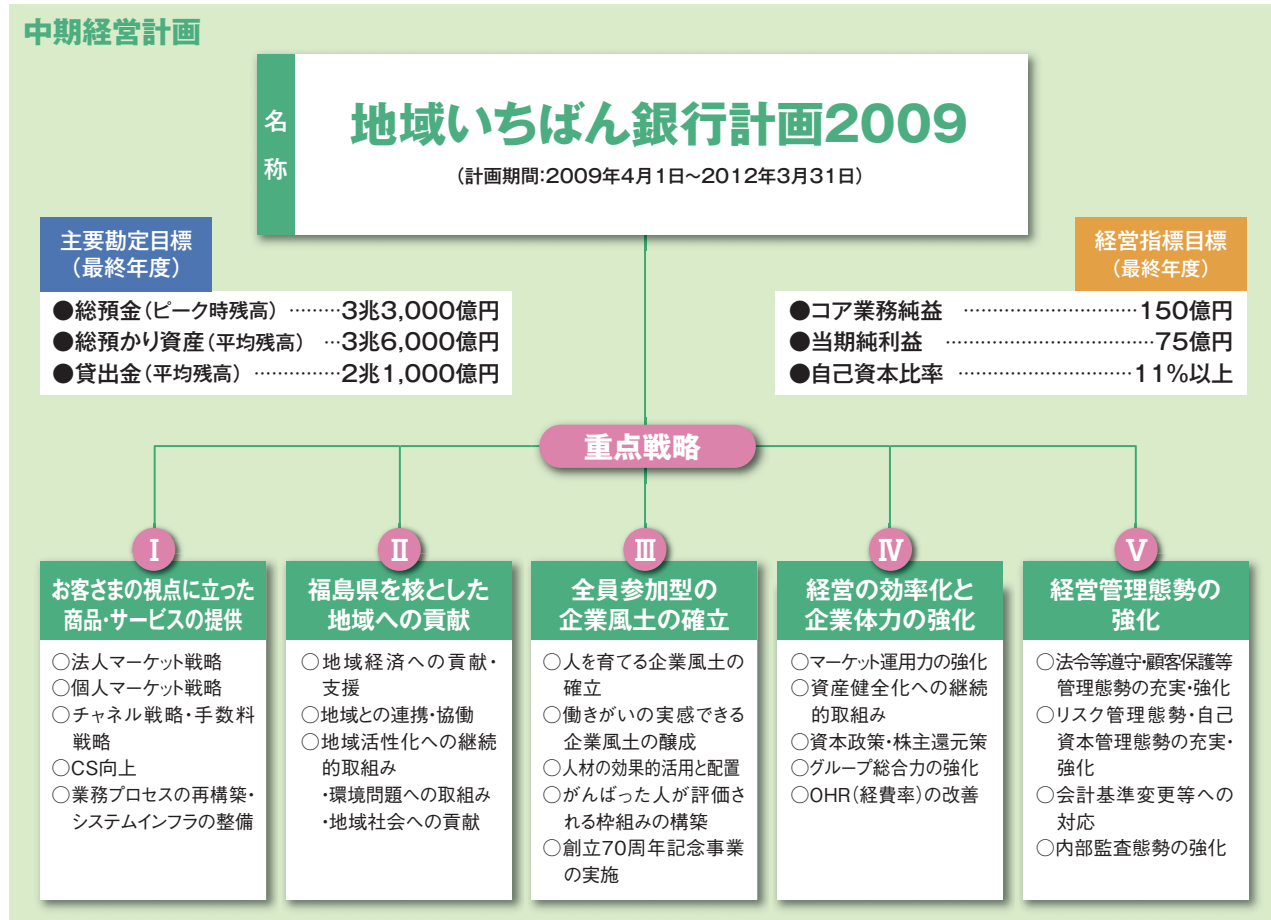 中期経営計画
名称
地域いちばん銀行計画2009
(計画期間:2009年4月1日~2012年3月31日)
主要勘定目標
(最終年度)
●総預金(ピーク時残高) ………3兆3,000億円
●総預かり資産(平均残高) …3兆6,000億円
●貸出金(平均残高) ……………2兆1,000億円
経営指標目標
(最終年度)
●コア業務純益 ……………………………150億円
●当期純利益 …………………………………75億円
●自己資本比率 ……………………………11%以上
重点戦略
Ⅰ
お客さまの視点に立った
商品・サービスの提供
○法人マーケット戦略
○個人マーケット戦略
○チャネル戦略・手数料
戦略
○CS向上
○業務プロセスの再構築・
システムインフラの整備
Ⅱ
福島県を核とした
地域への貢献
○地域経済への貢献・
支援
○地域との連携・協働
○地域活性化への継続
的取組み
・環境問題への取組み
・地域社会への貢献
Ⅲ
全員参加型の
企業風土の確立
○人を育てる企業風土の
確立
○働きがいの実感できる
企業風土の醸成
○人材の効果的活用と配置
○がんばった人が評価さ
れる枠組みの構築
○創立70周年記念事業
の実施
Ⅳ
経営の効率化と
企業体力の強化
○マーケット運用力の強化
○資産健全化への継続
的取組み
○資本政策・株主還元策
○グループ総合力の強化
○OHR(経費率)の改善
Ⅴ
経営管理態勢の
強化
○法令等遵守・顧客保護等
管理態勢の充実・強化
○リスク管理態勢・自己
資本管理態勢の充実・
強化
○会計基準変更等への
対応
○内部監査態勢の強化